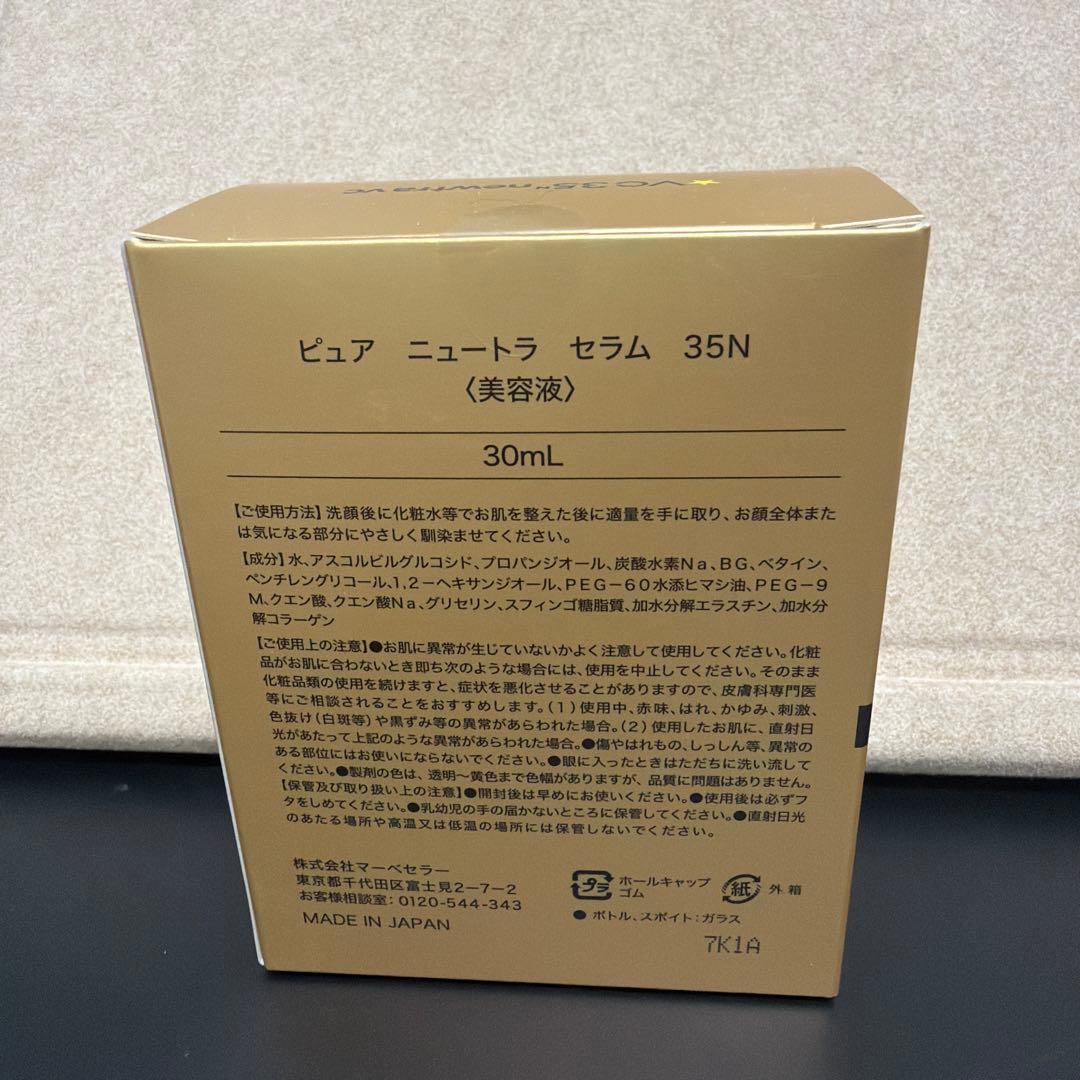 ★VC35N newtra VC
ピュア ニュートラ セラム 35N
〈美容液〉
30mL
【ご使用方法】洗顔後に化粧水等でお肌を整えた後に適量を手に取り、お顔全体また
は気になる部分にやさしく馴染ませてください。
【成分】水、アスコルビルグルコシド、プロパンジオール、炭酸水素Na、BG、ベタイン、
ペンチレングリコール、1,2-ヘキサンジオール、PEG-60水添ヒマシ油、PEG-9
M、クエン酸、クエン酸Na、グリセリン、スフィンゴ糖脂質、加水分解エラスチン、加水分
解コラーゲン
【ご使用上の注意】●お肌に異常が生じていないかよく注意して使用してください。化粧
品がお肌に合わないとき即ち次のような場合には、使用を中止してください。そのまま
化粧品類の使用を続けますと、症状を悪化させることがありますので、皮膚科専門医
等にご相談されることをおすすめします。(1)使用中、赤味、はれ、かゆみ、刺激、
色抜け(白斑等)や黒ずみ等の異常があらわれた場合。(2)使用したお肌に、直射日
光があたって上記のような異常があらわれた場合。●傷やはれもの、しっしん等、異常の
ある部位にはお使いにならないでください。●眼に入ったときはただちに洗い流して
ください。●製剤の色は、透明～黄色まで色幅がありますが、品質に問題はありません。
【保管及び取り扱い上の注意】●開封後は早めにお使いください。●使用後は必ずフ
タをしめてください。●乳幼児の手の届かないところに保管してください。●直射日光
のあたる場所や高温又は低温の場所には保管しないでください。
株式会社マーベセラー
東京都千代田区富士見2-7-2
お客様相談室:0120-544-343
MADE IN JAPAN
プラ ホールキャップ
ゴム
紙 外箱
●ボトル、スポイト:ガラス
7K1A